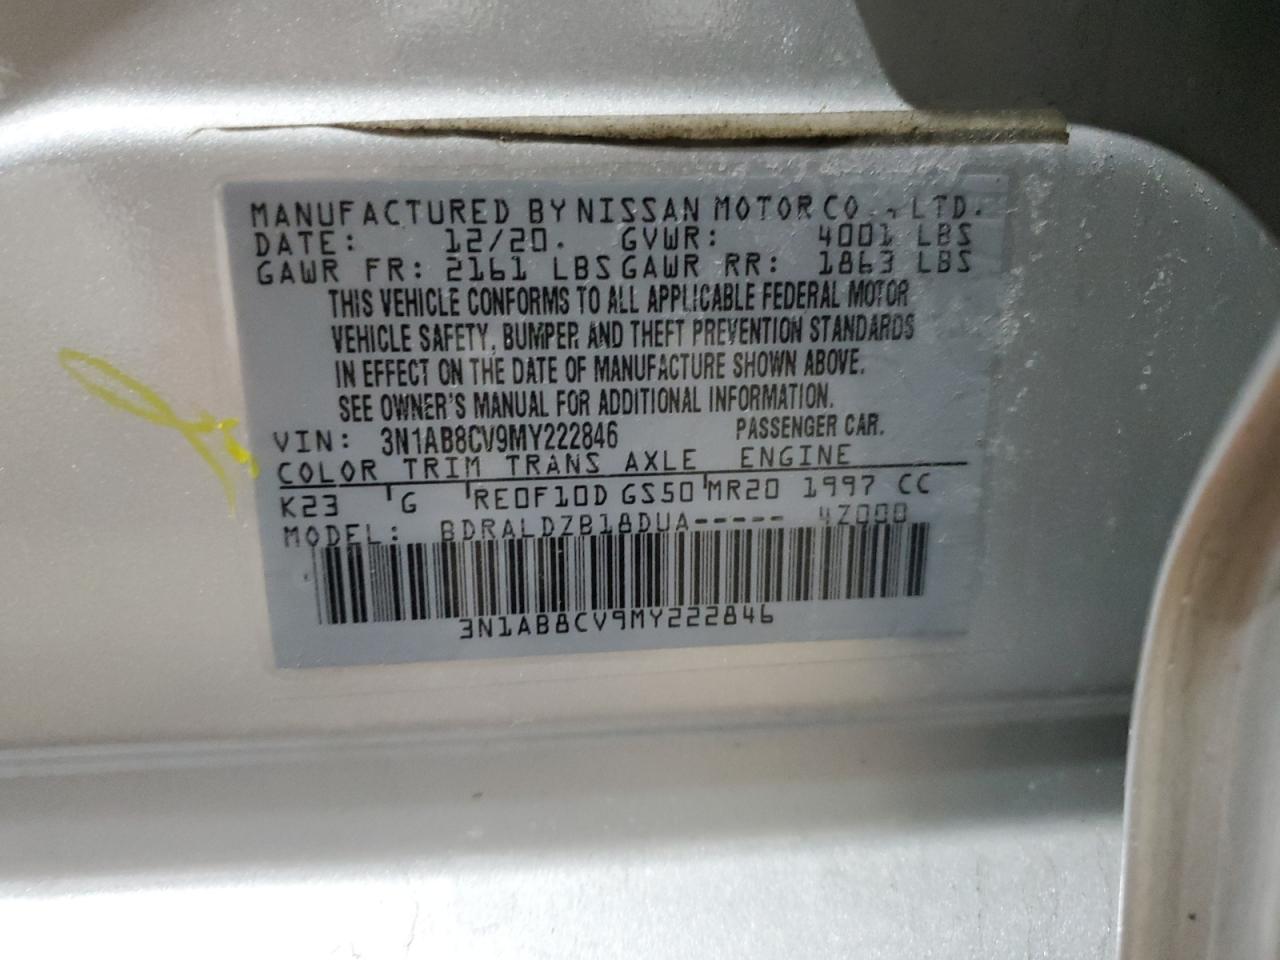 MANUFACTURED BY NISSAN MOTOR CO., LTD.
DATE: 12/20. GVWR: 4001 LBS
GAWR FR: 2161 LBS GAWR RR: 1863 LBS
THIS VEHICLE CONFORMS TO ALL APPLICABLE FEDERAL MOTOR
VEHICLE SAFETY, BUMPER, AND THEFT PREVENTION STANDARDS
IN EFFECT ON THE DATE OF MANUFACTURE SHOWN ABOVE.
SEE OWNER'S MANUAL FOR ADDITIONAL INFORMATION.
VIN: 3N1AB8CV9MY222846 PASSENGER CAR.
COLOR TRIM TRANS AXLE ENGINE
K23 G RE0F10D GS50 MR20 1997 CC
MODEL: BDRALDZB18DUA----- 4Z000
3N1AB8CV9MY222846